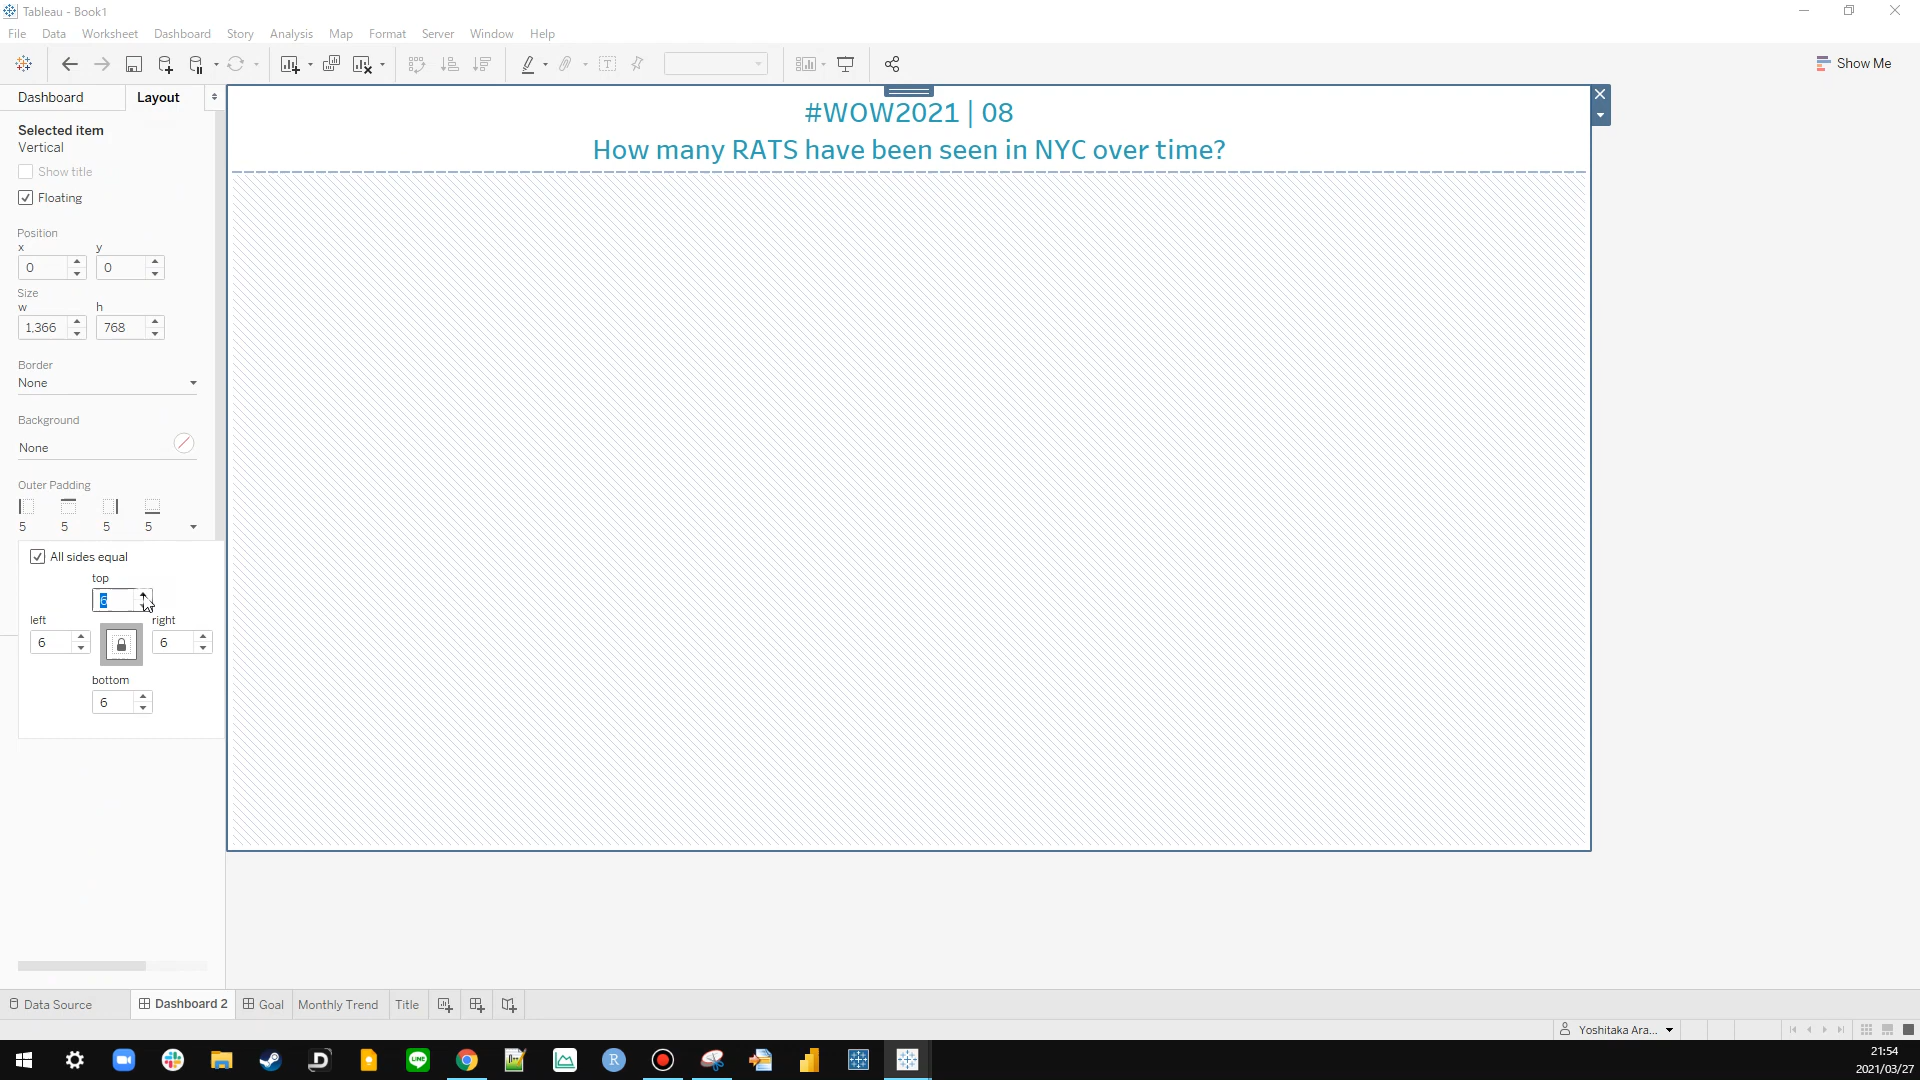 Tableau - Book1
File Data Worksheet Dashboard Story Analysis Map Format Server Window Help
Show Me
Dashboard Layout
Selected item
Vertical
Show title
Floating
Position
x y
0 0
Size
w h
1,366 768
Border
None
Background
None
Outer Padding
5 5 5 5
All sides equal
top
6
left right
6 6
bottom
6
#WOW2021 | 08
How many RATS have been seen in NYC over time?
Data Source Dashboard 2 Goal Monthly Trend Title
Yoshitaka Ara...
LINE
R
21:54
2021/03/27